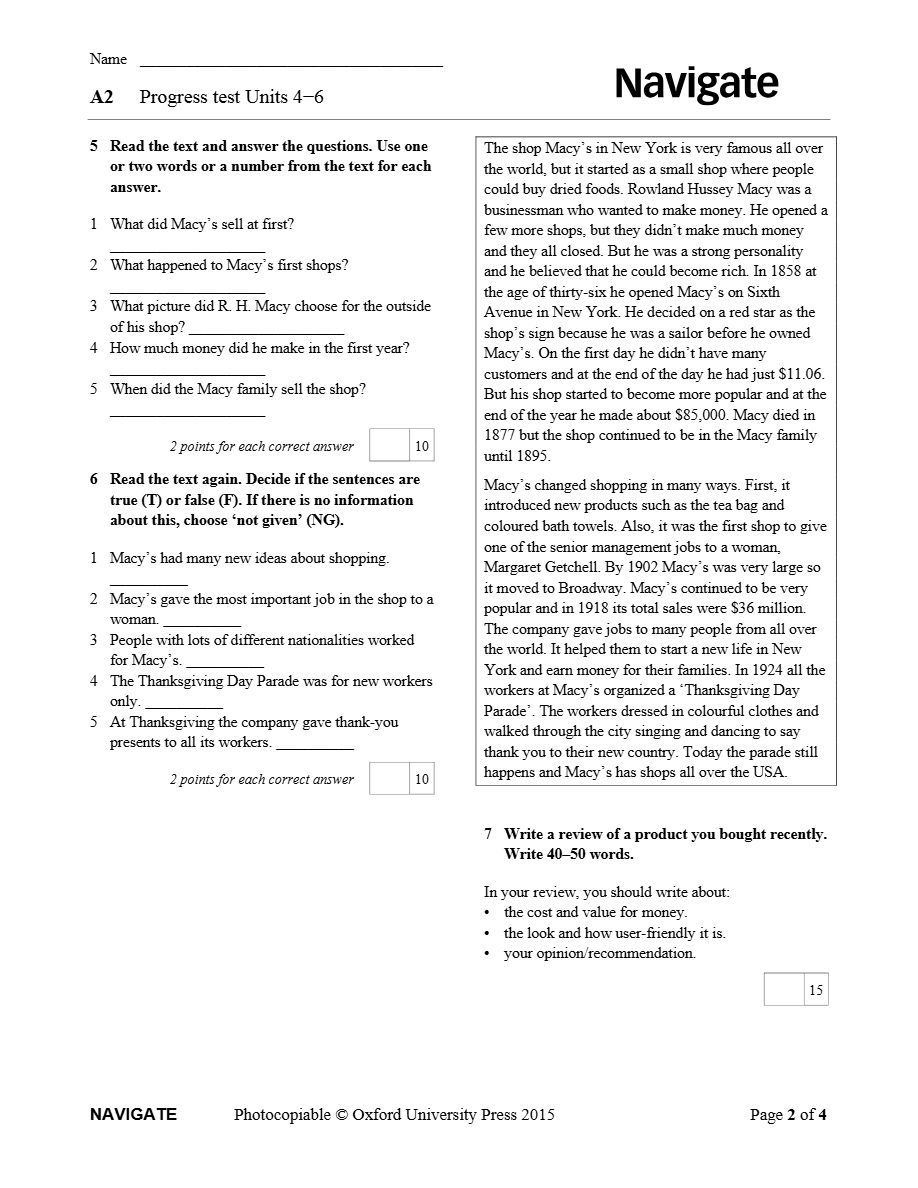 Name ______________________________________
Navigate
A2 Progress test Units 4–6
5 Read the text and answer the questions. Use one
or two words or a number from the text for each
answer.
1 What did Macy’s sell at first?
____________________
2 What happened to Macy’s first shops?
____________________
3 What picture did R. H. Macy choose for the outside
of his shop? ____________________
4 How much money did he make in the first year?
____________________
5 When did the Macy family sell the shop?
____________________
2 points for each correct answer 10
6 Read the text again. Decide if the sentences are
true (T) or false (F). If there is no information
about this, choose ‘not given’ (NG).
1 Macy’s had many new ideas about shopping.
__________
2 Macy’s gave the most important job in the shop to a
woman. __________
3 People with lots of different nationalities worked
for Macy’s. __________
4 The Thanksgiving Day Parade was for new workers
only. __________
5 At Thanksgiving the company gave thank-you
presents to all its workers. __________
2 points for each correct answer 10
The shop Macy’s in New York is very famous all over
the world, but it started as a small shop where people
could buy dried foods. Rowland Hussey Macy was a
businessman who wanted to make money. He opened a
few more shops, but they didn’t make much money
and they all closed. But he was a strong personality
and he believed that he could become rich. In 1858 at
the age of thirty-six he opened Macy’s on Sixth
Avenue in New York. He decided on a red star as the
shop’s sign because he was a sailor before he owned
Macy’s. On the first day he didn’t have many
customers and at the end of the day he had just $11.06.
But his shop started to become more popular and at the
end of the year he made about $85,000. Macy died in
1877 but the shop continued to be in the Macy family
until 1895.
Macy’s changed shopping in many ways. First, it
introduced new products such as the tea bag and
coloured bath towels. Also, it was the first shop to give
one of the senior management jobs to a woman,
Margaret Getchell. By 1902 Macy’s was very large so
it moved to Broadway. Macy’s continued to be very
popular and in 1918 its total sales were $36 million.
The company gave jobs to many people from all over
the world. It helped them to start a new life in New
York and earn money for their families. In 1924 all the
workers at Macy’s organized a ‘Thanksgiving Day
Parade’. The workers dressed in colourful clothes and
walked through the city singing and dancing to say
thank you to their new country. Today the parade still
happens and Macy’s has shops all over the USA.
7 Write a review of a product you bought recently.
Write 40–50 words.
In your review, you should write about:
• the cost and value for money.
• the look and how user-friendly it is.
• your opinion/recommendation.
15
NAVIGATE Photocopiable © Oxford University Press 2015 Page 2 of 4